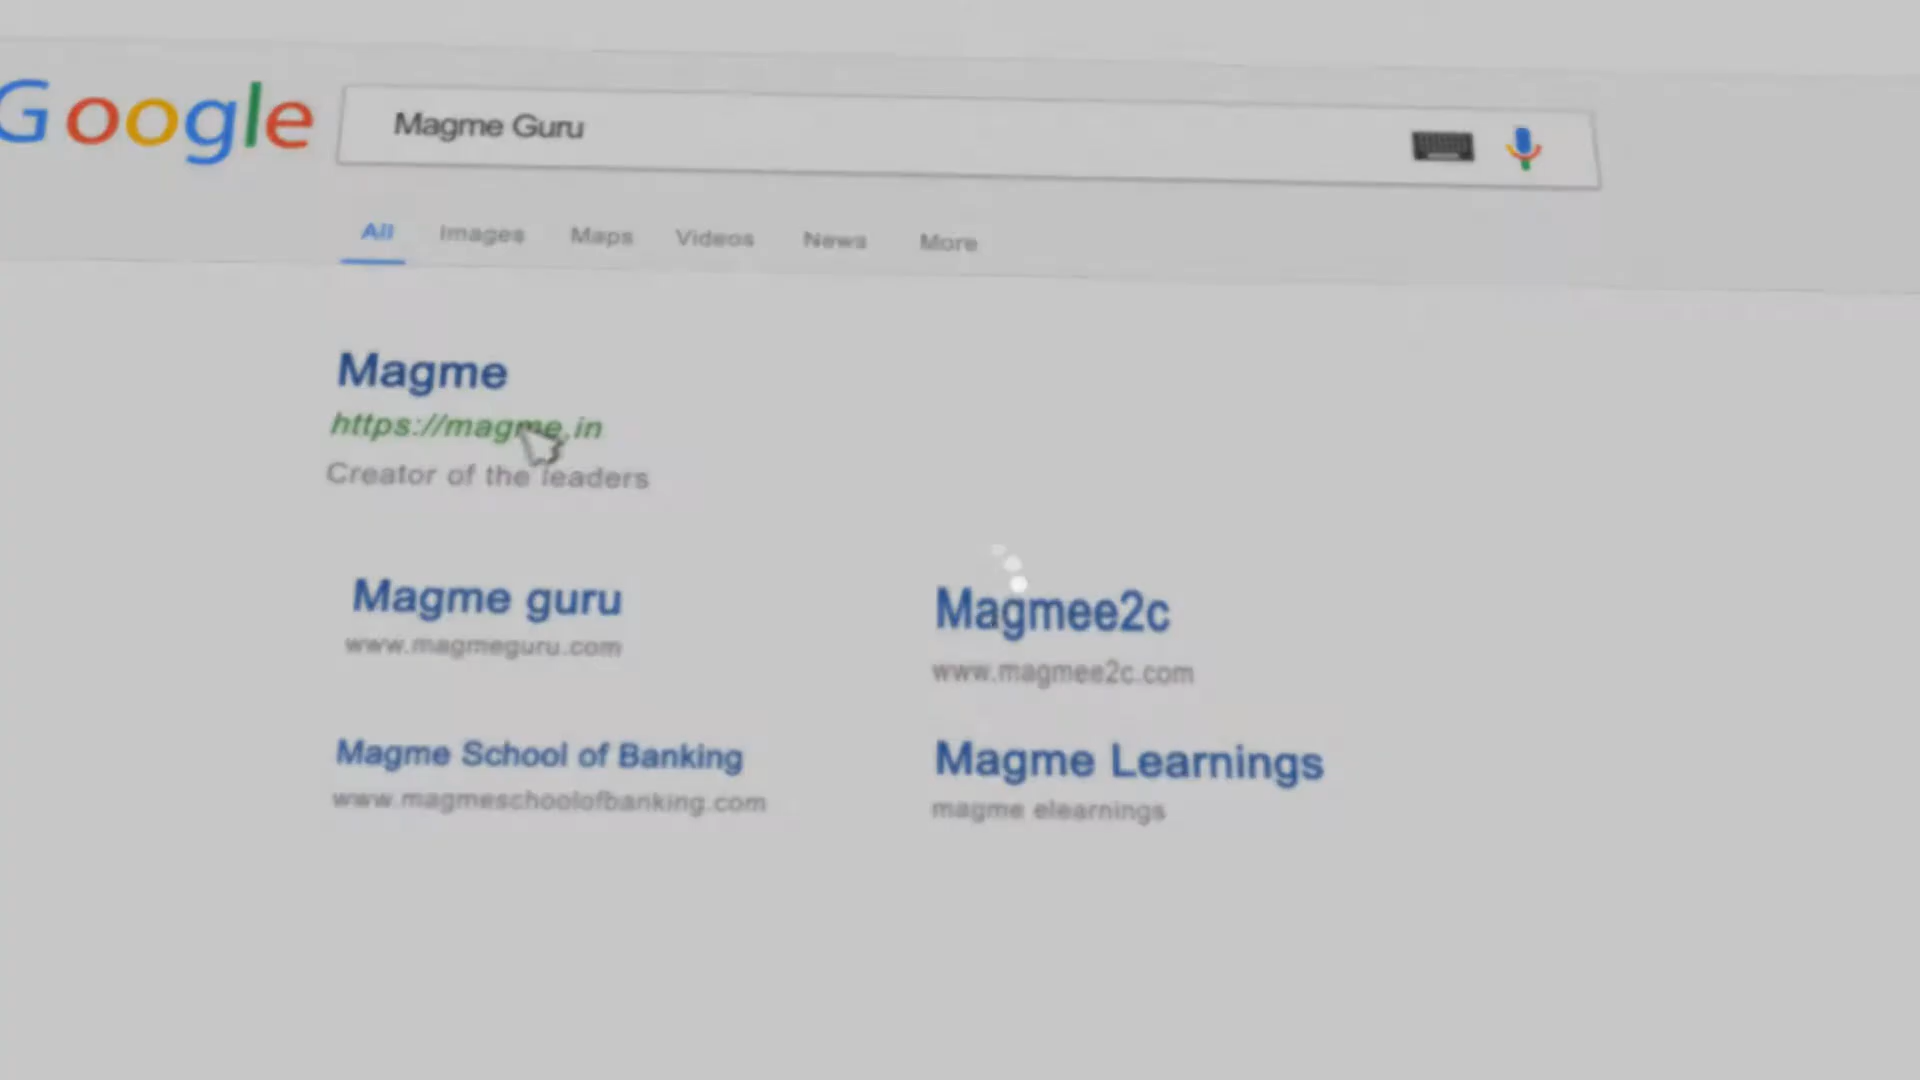 Google
Magme Guru
All Images Maps Videos News More
Magme
https://magme.in
Creator of the leaders
Magme guru
www.magmeguru.com
Magmee2c
www.magmee2c.com
Magme School of Banking
www.magmeschoolofbanking.com
Magme Learnings
magme elearnings